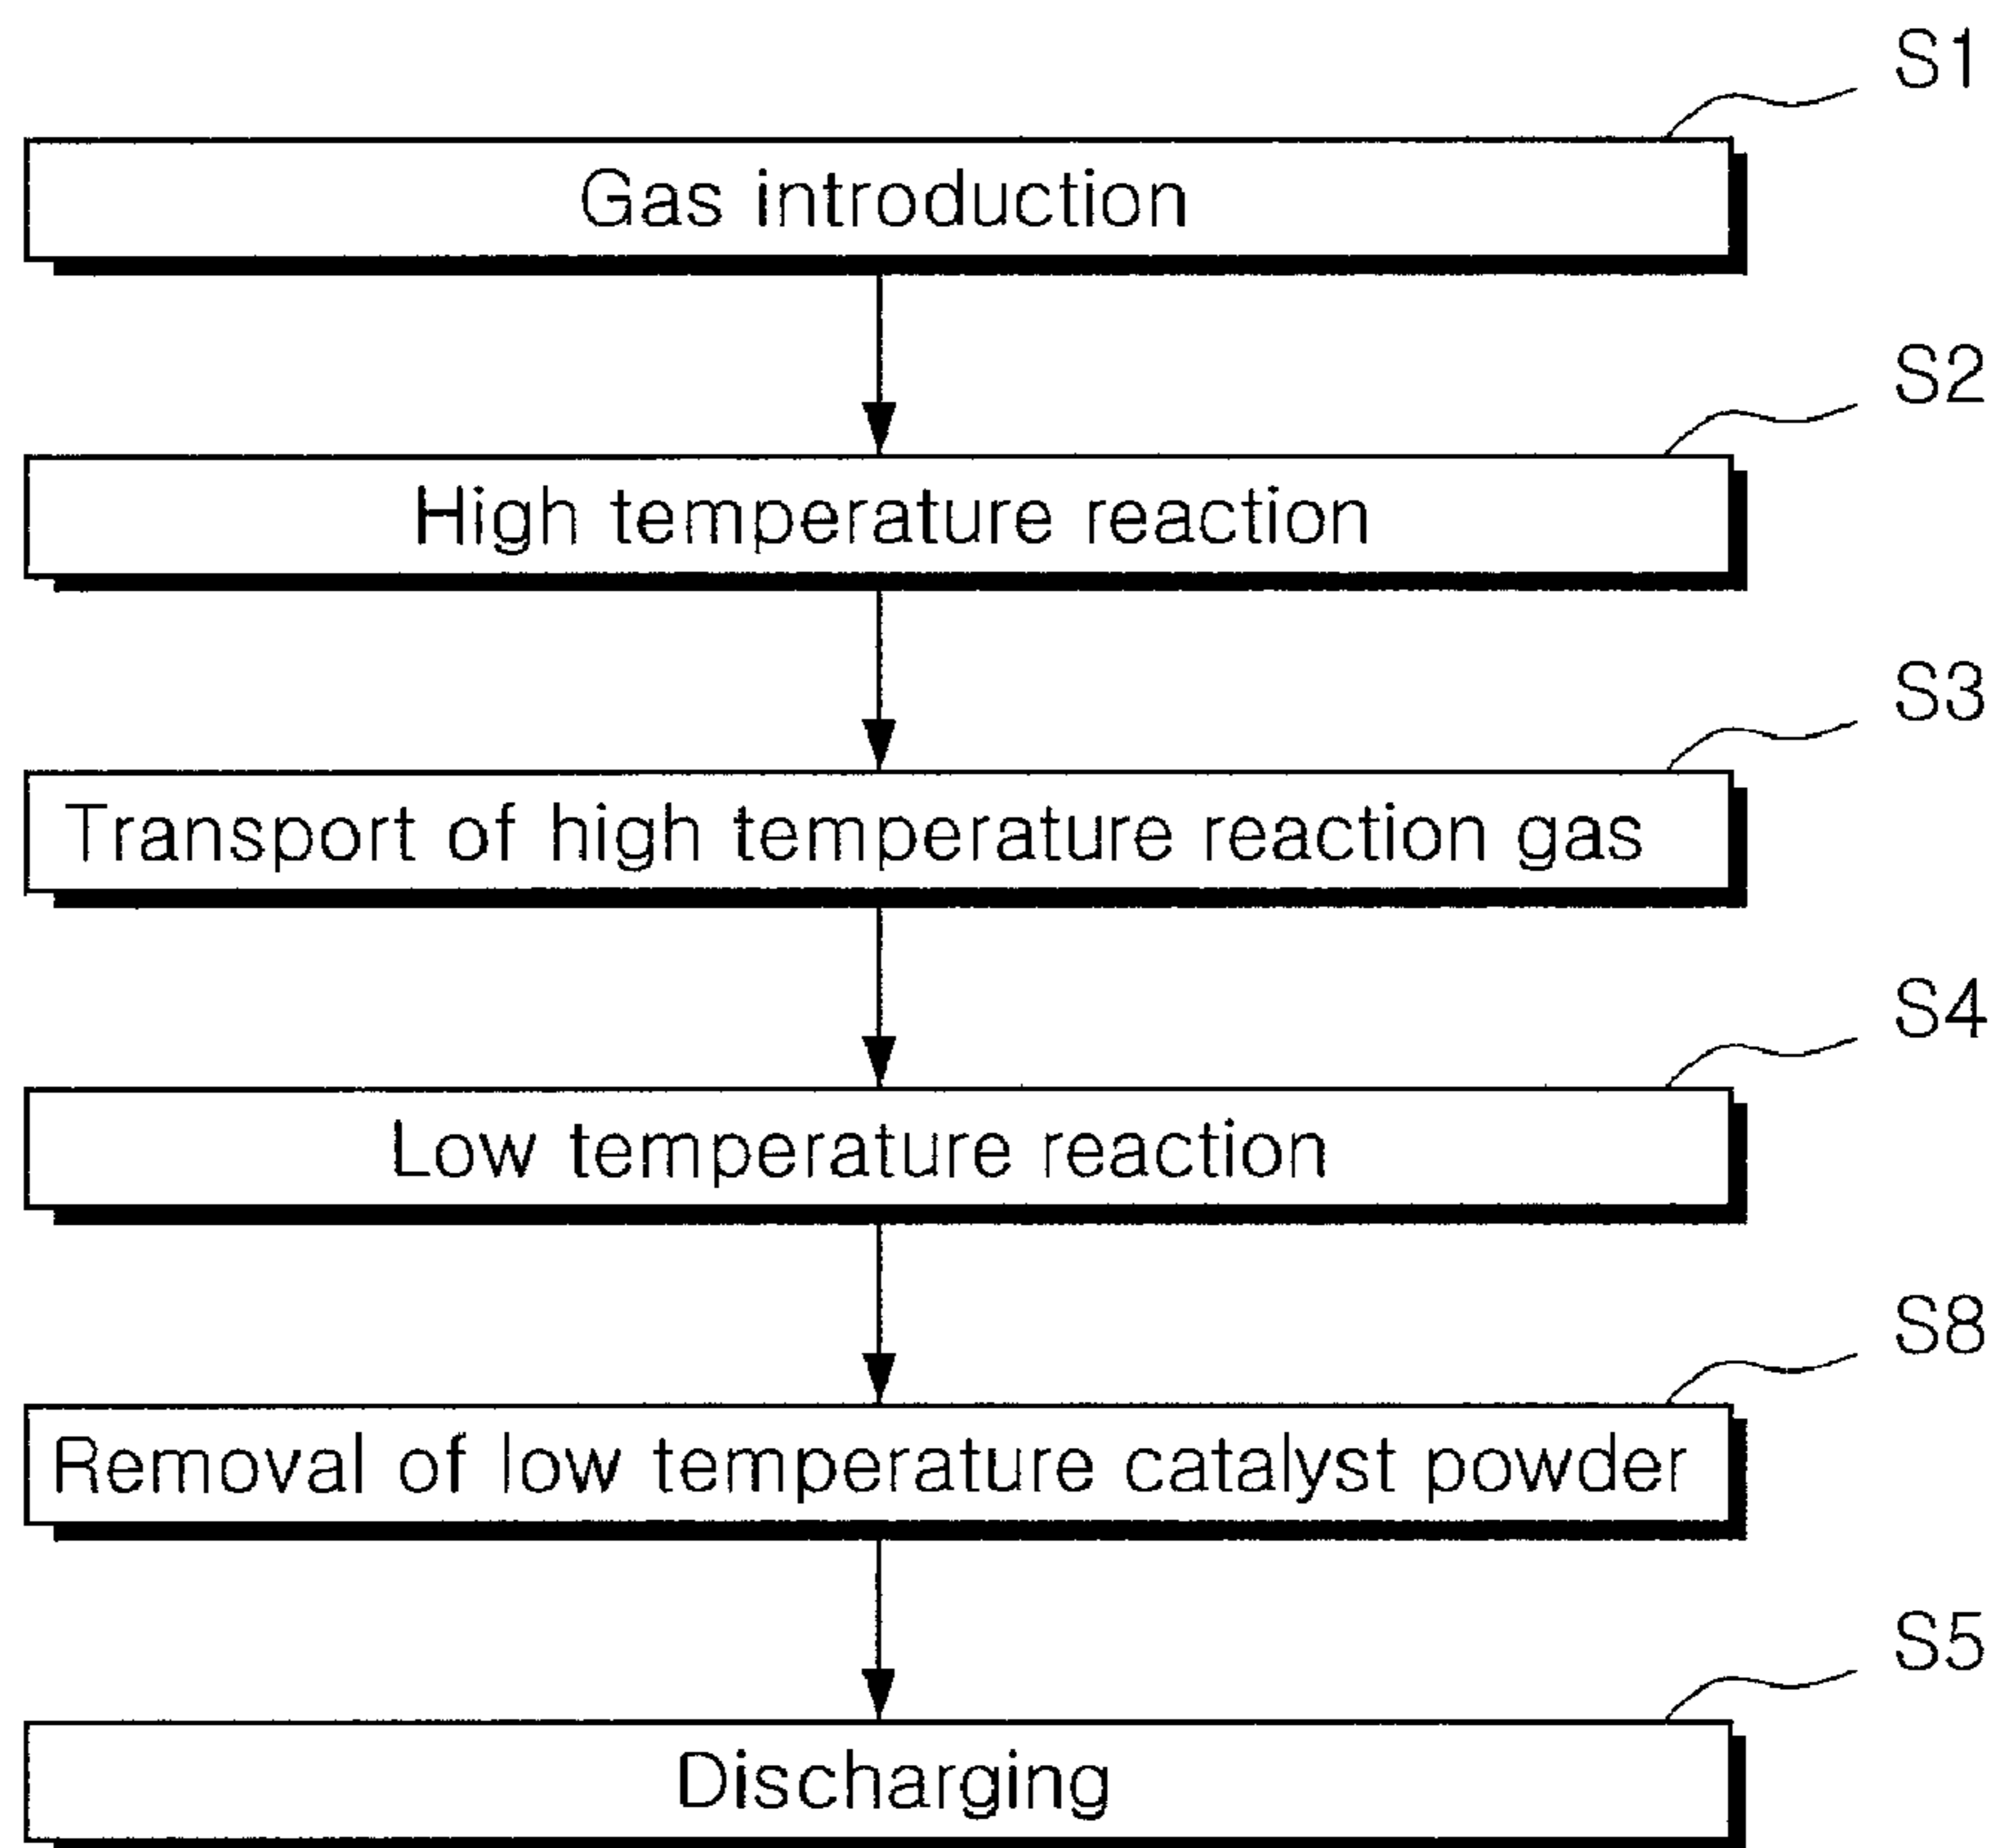 S1
Gas introduction
S2
High temperature reaction
S3
Transport of high temperature reaction gas
S4
Low temperature reaction
S8
Removal of low temperature catalyst powder
S5
Discharging